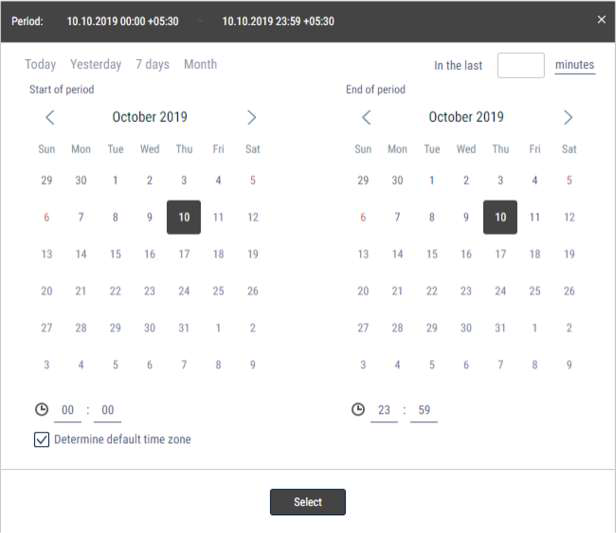 Period: 10.10.2019 00:00 +05:30 - 10.10.2019 23:59 +05:30 ×
Today Yesterday 7 days Month In the last minutes
Start of period End of period
October 2019 October 2019
Sun Mon Tue Wed Thu Fri Sat Sun Mon Tue Wed Thu Fri Sat
29 30 1 2 3 4 5 29 30 1 2 3 4 5
6 7 8 9 10 11 12 6 7 8 9 10 11 12
13 14 15 16 17 18 19 13 14 15 16 17 18 19
20 21 22 23 24 25 26 20 21 22 23 24 25 26
27 28 29 30 31 1 2 27 28 29 30 31 1 2
3 4 5 6 7 8 9 3 4 5 6 7 8 9
00 : 00 23 : 59
Determine default time zone
Select